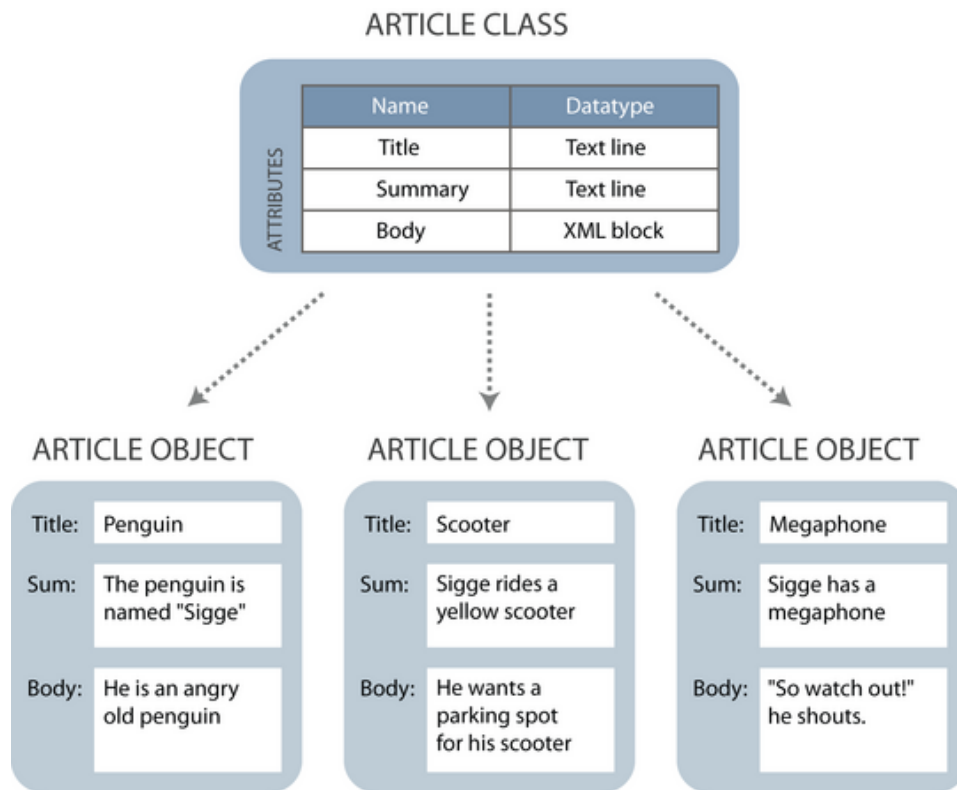 ARTICLE CLASS
ATTRIBUTES
Name Datatype
Title Text line
Summary Text line
Body XML block
ARTICLE OBJECT
Title: Penguin
Sum: The penguin is
named "Sigge"
Body: He is an angry
old penguin
ARTICLE OBJECT
Title: Scooter
Sum: Sigge rides a
yellow scooter
Body: He wants a
parking spot
for his scooter
ARTICLE OBJECT
Title: Megaphone
Sum: Sigge has a
megaphone
Body: "So watch out!"
he shouts.